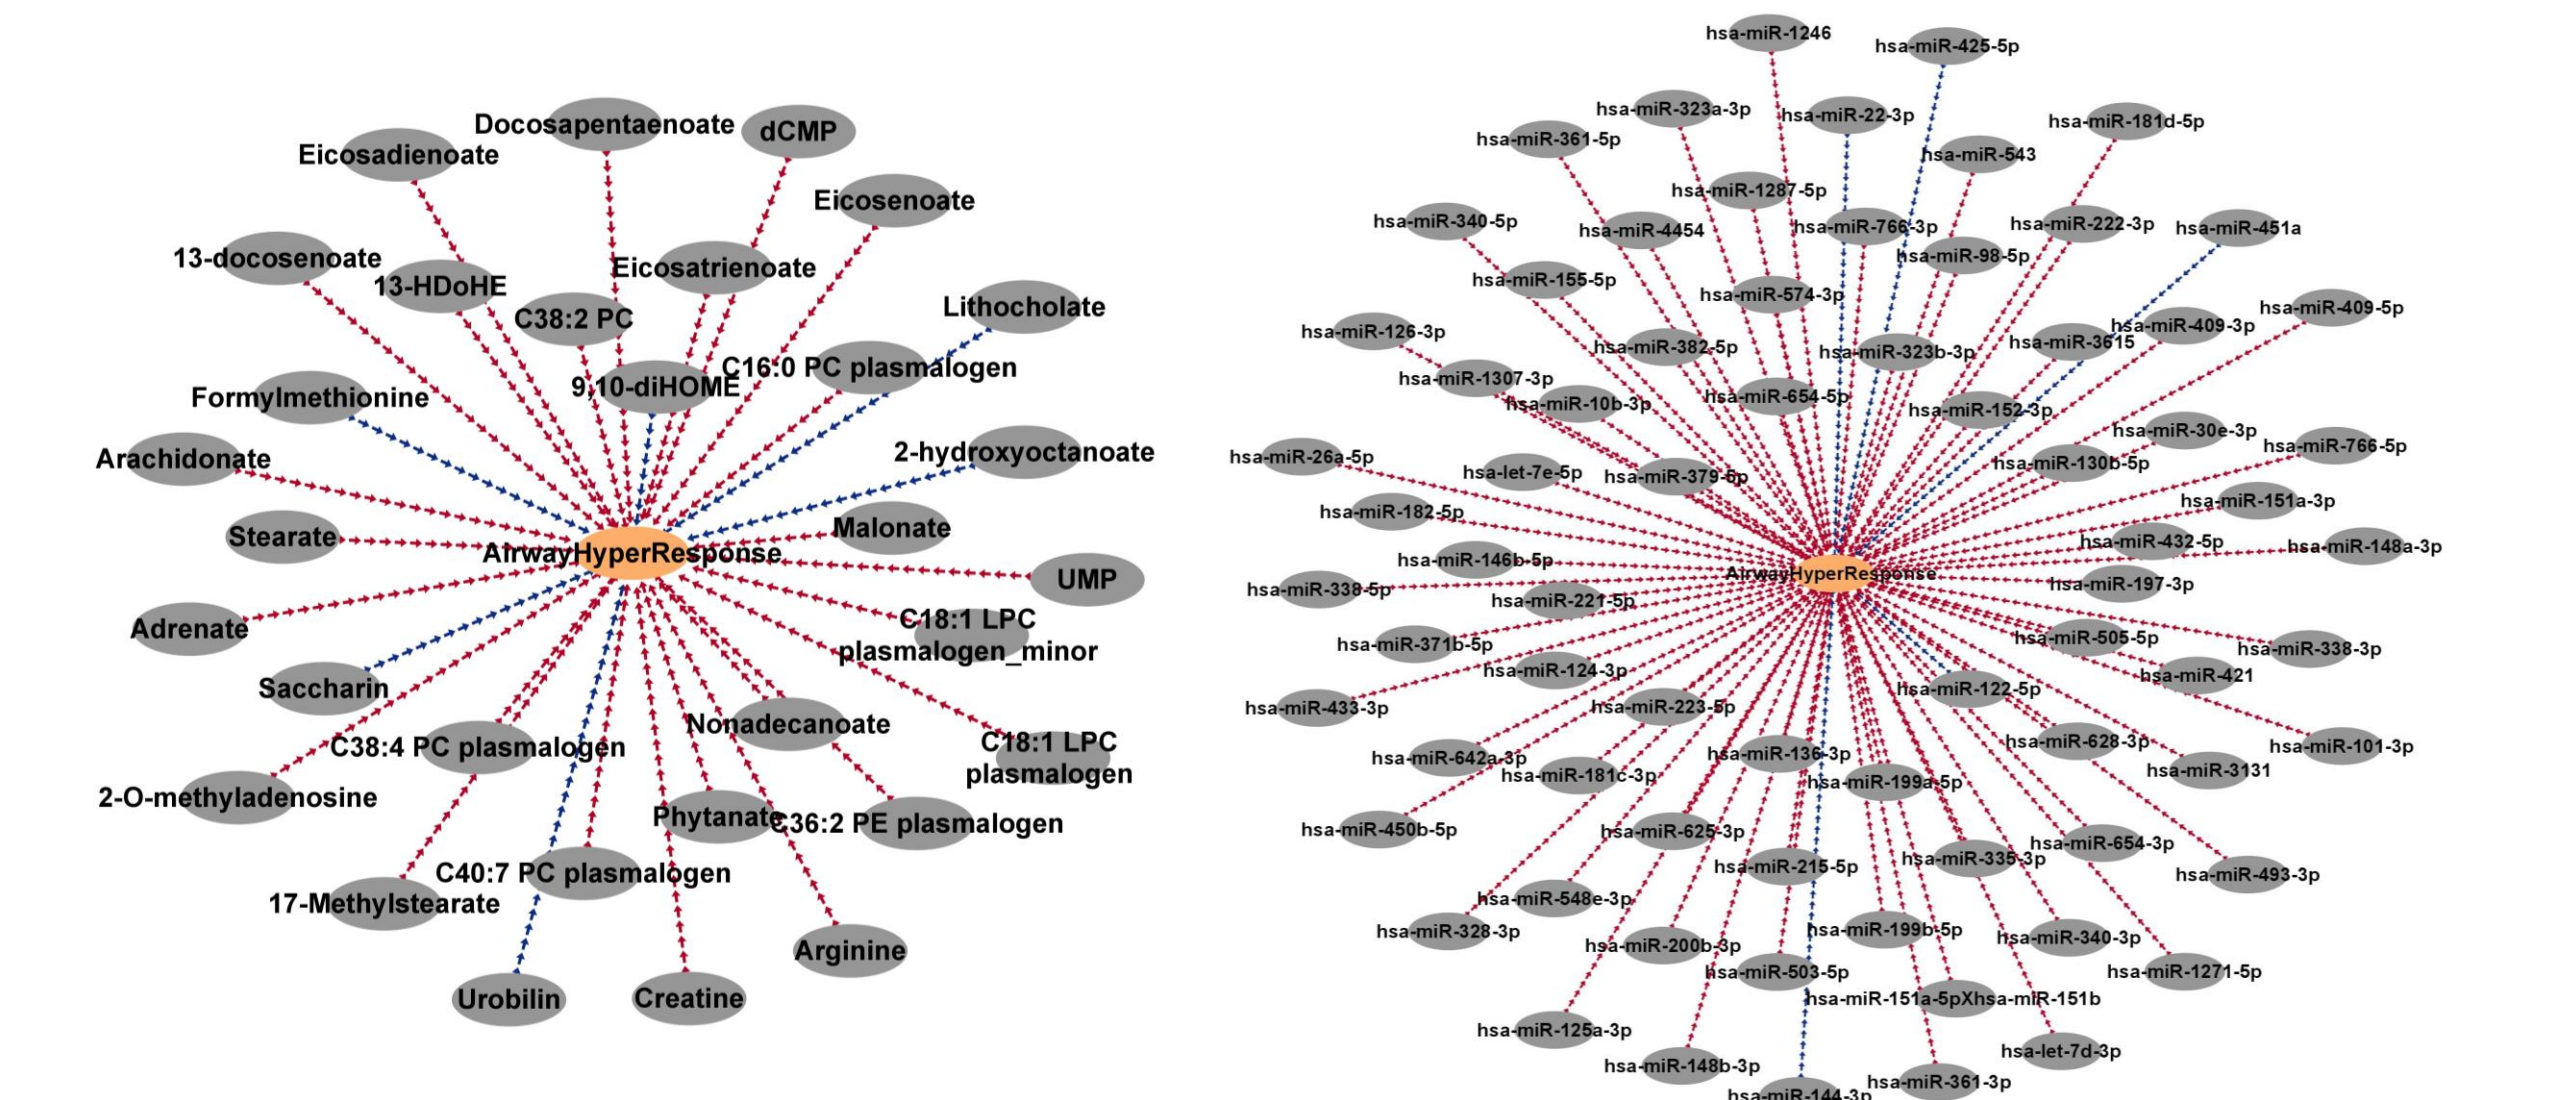 Docosapentaenoate
dCMP
Eicosadienoate
Eicosenoate
13-docosenoate
Eicosatrienoate
13-HDoHE
C38:2 PC
Lithocholate
C16:0 PC plasmalogen
9,10-diHOME
Formylmethionine
2-hydroxyoctanoate
Arachidonate
Malonate
Stearate
AirwayHyperResponse
UMP
C18:1 LPC
plasmalogen_minor
Adrenate
Saccharin
Nonadecanoate
C38:4 PC plasmalogen
C18:1 LPC
plasmalogen
2-O-methyladenosine
Phytanate
C36:2 PE plasmalogen
C40:7 PC plasmalogen
17-Methylstearate
Arginine
Urobilin
Creatine
hsa-miR-1246
hsa-miR-425-5p
hsa-miR-323a-3p
hsa-miR-22-3p
hsa-miR-181d-5p
hsa-miR-361-5p
hsa-miR-543
hsa-miR-1287-5p
hsa-miR-340-5p
hsa-miR-4454
hsa-miR-766-3p
hsa-miR-222-3p
hsa-miR-451a
hsa-miR-98-5p
hsa-miR-155-5p
hsa-miR-574-3p
hsa-miR-409-5p
hsa-miR-126-3p
hsa-miR-409-3p
hsa-miR-382-5p
hsa-miR-323b-3p
hsa-miR-3615
hsa-miR-1307-3p
hsa-miR-10b-3p
hsa-miR-654-5p
hsa-miR-152-3p
hsa-miR-30e-3p
hsa-miR-766-5p
hsa-miR-26a-5p
hsa-let-7e-5p
hsa-miR-379-5p
hsa-miR-130b-5p
hsa-miR-151a-3p
hsa-miR-182-5p
hsa-miR-432-5p
hsa-miR-148a-3p
hsa-miR-146b-5p
AirwayHyperResponse
hsa-miR-197-3p
hsa-miR-338-5p
hsa-miR-221-5p
hsa-miR-505-5p
hsa-miR-371b-5p
hsa-miR-338-3p
hsa-miR-124-3p
hsa-miR-421
hsa-miR-122-5p
hsa-miR-433-3p
hsa-miR-223-5p
hsa-miR-628-3p
hsa-miR-101-3p
hsa-miR-642a-3p
hsa-miR-136-3p
hsa-miR-181c-3p
hsa-miR-3131
hsa-miR-199a-5p
hsa-miR-450b-5p
hsa-miR-625-3p
hsa-miR-654-3p
hsa-miR-215-5p
hsa-miR-335-3p
hsa-miR-493-3p
hsa-miR-548e-3p
hsa-miR-328-3p
hsa-miR-199b-5p
hsa-miR-340-3p
hsa-miR-200b-3p
hsa-miR-503-5p
hsa-miR-1271-5p
hsa-miR-151a-5pXhsa-miR-151b
hsa-miR-125a-3p
hsa-let-7d-3p
hsa-miR-148b-3p
hsa-miR-361-3p
hsa-miR-144-3p